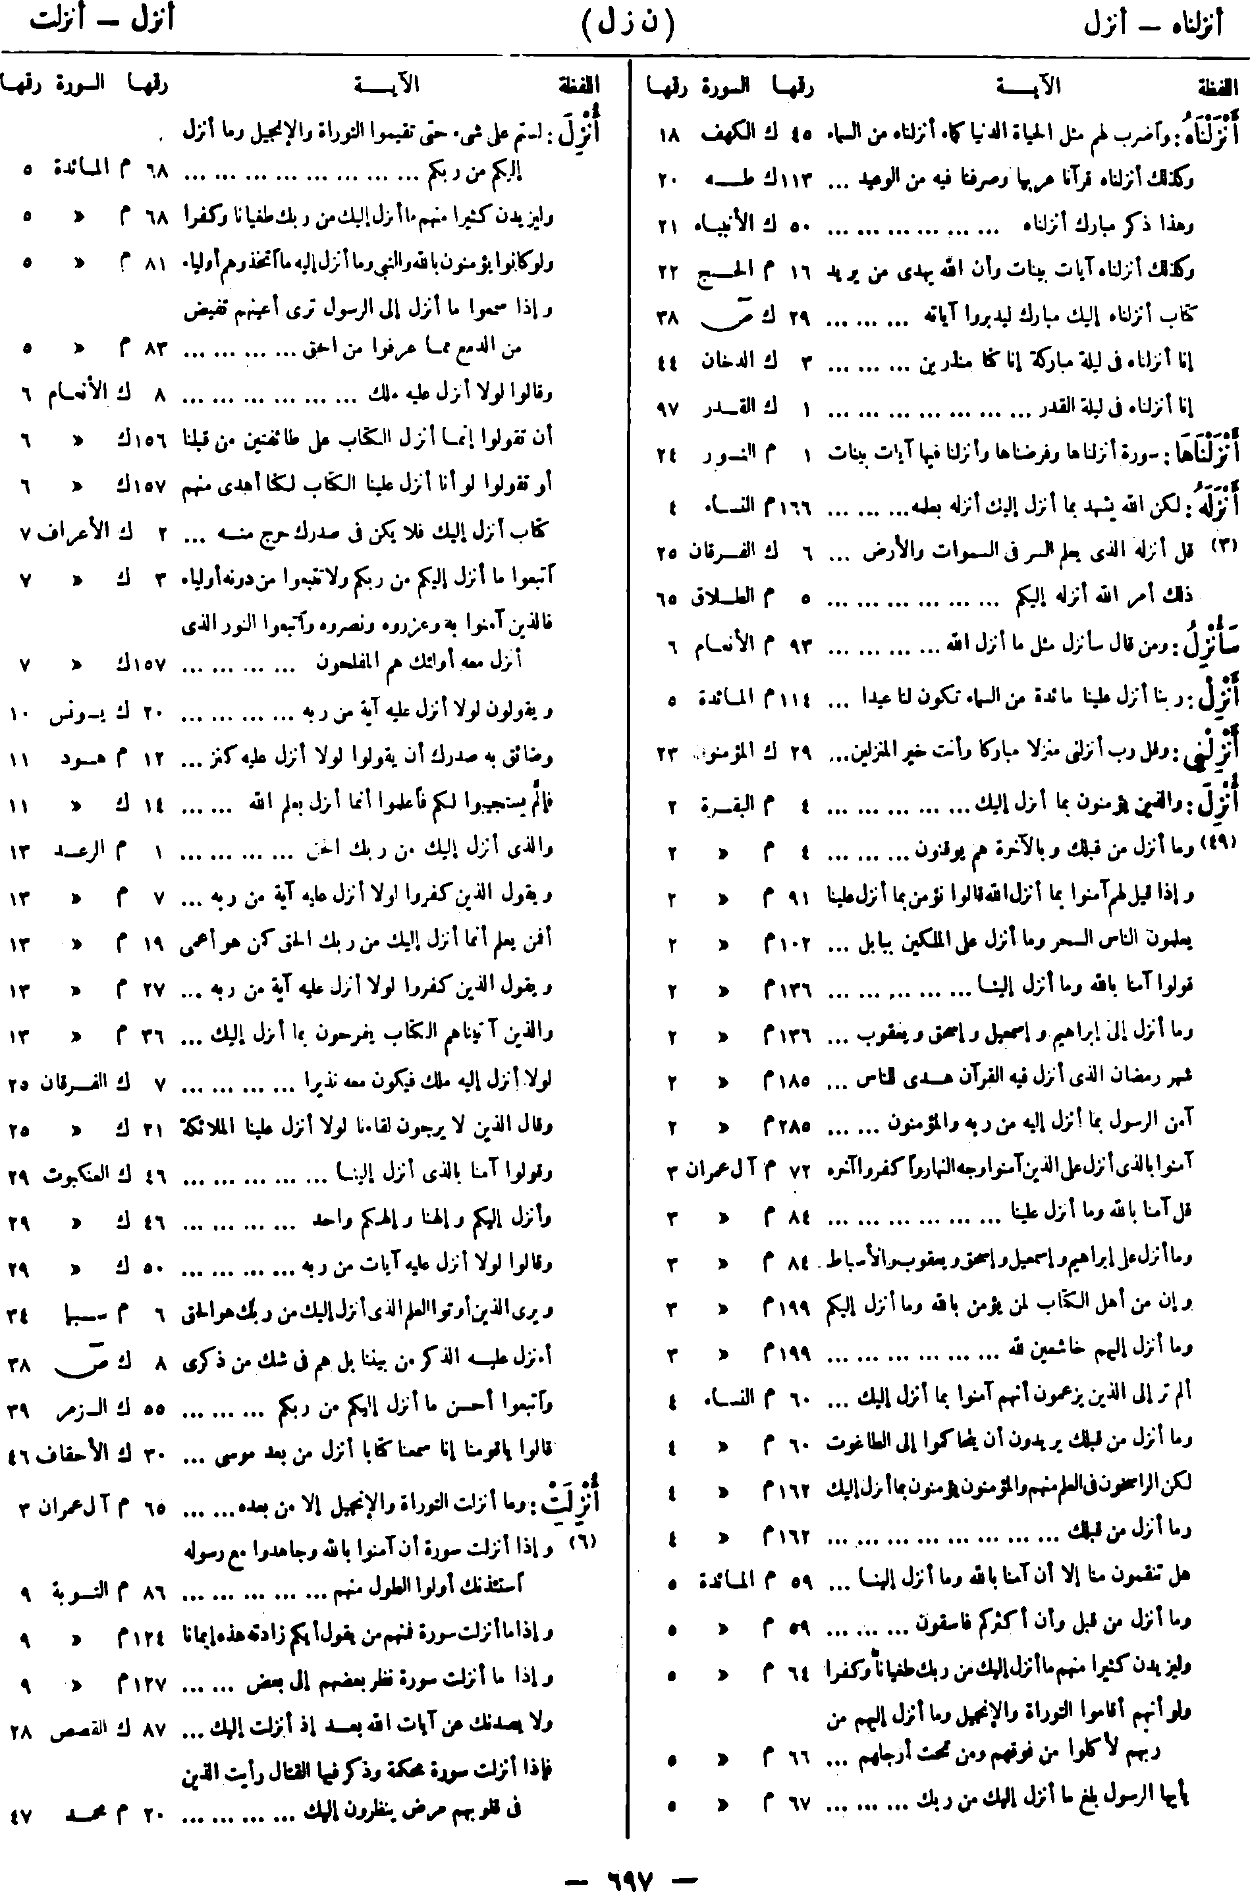 أنزلناه — أنزل (ن ز ل) أنزل — أنزلت
اللفظة الآيــة رقمها السورة رقمها
أَنْزَلْنَاهُ : وٱضرب لهم مثل الحياة الدنيا كماء أنزلناه من السماء ٤٥ ك الكهف ١٨
وكذلك أنزلناه قرآنا عربيا وصرفنا فيه من الوعيد ... ١١٣ ك طـه ٢٠
وهذا ذكر مبارك أنزلناه ... ... ... ... ... ... ٥٠ ك الأنبياء ٢١
وكذلك أنزلناه آيات بينات وأن الله يهدى من يريد ١٦ م الحـج ٢٢
كتاب أنزلناه إليك مبارك ليدبروا آياته ... ... ... ٢٩ ك صٓ ٣٨
إنا أنزلناه فى ليلة مباركة إنا كنا منذرين ... ... ... ٣ ك الدخان ٤٤
إنا أنزلناه فى ليلة القدر ... ... ... ... ... ... ... ١ ك القـدر ٩٧
أَنْزَلْنَاهَا : سورة أنزلناها وفرضناها وأنزلنا فيها آيات بينات ١ م النـور ٢٤
أَنْزَلَهُ : لكن الله يشهد بما أنزل إليك أنزله بعلمه... ... ... ١٦٦ م النساء ٤
(٣) قل أنزله الذى يعلم السر فى السموات والأرض ... ٦ ك الفرقان ٢٥
ذلك أمر الله أنزله إليكم ... ... ... ... ... ... ٥ م الطـلاق ٦٥
سَأُنْزِلُ : ومن قال سأنزل مثل ما أنزل الله ... ... ... ... ٩٣ م الأنعـام ٦
أَنْزِلْ : ربنا أنزل علينا مائدة من السماء تكون لنا عيدا ... ١١٤ م المـائدة ٥
أَنْزِلْنِى : وقل رب أنزلنى منزلا مباركا وأنت خير المنزلين... ٢٩ ك المؤمنون ٢٣
أُنْزِلَ : والذين يؤمنون بما أنزل إليك... ... ... ... ... ٤ م البقـرة ٢
(٤٩) وما أنزل من قبلك وبالآخرة هم يوقنون ... ... ... ٤ م « ٢
وإذا قيل لهم آمنوا بما أنزل الله قالوا نؤمن بما أنزل علينا ٩١ م « ٢
يعلمون الناس السحر وما أنزل على الملكين ببابل ... ١٠٢ م « ٢
قولوا آمنا بالله وما أنزل إلينـا ... ... ... ... ... ١٣٦ م « ٢
وما أنزل إلى إبراهيم وإسمعيل وإسحق ويعقوب ... ١٣٦ م « ٢
شهر رمضان الذى أنزل فيه القرآن هـدى للناس ... ١٨٥ م « ٢
آمن الرسول بما أنزل إليه من ربه والمؤمنون ... ... ٢٨٥ م « ٢
آمنوا بالذى أنزل على الذين آمنوا وجه النهار وٱكفروا آخره ٧٢ م آل عمران ٣
قل آمنا بالله وما أنزل علينا ... ... ... ... ... ... ٨٤ م « ٣
وما أنزل على إبراهيم وإسمعيل وإسحق ويعقوب والأسباط ٨٤ م « ٣
وإن من أهل الكتاب لمن يؤمن بالله وما أنزل إليكم ١٩٩ م « ٣
وما أنزل إليهم خاشعين لله ... ... ... ... ... ... ١٩٩ م « ٣
ألم تر إلى الذين يزعمون أنهم آمنوا بما أنزل إليك ... ٦٠ م النساء ٤
وما أنزل من قبلك يريدون أن يتحاكموا إلى الطاغوت ٦٠ م « ٤
لكن الراسخون فى العلم منهم والمؤمنون يؤمنون بما أنزل إليك ١٦٢ م « ٤
وما أنزل من قبلك ... ... ... ... ... ... ... ... ١٦٢ م « ٤
هل تنقمون منا إلا أن آمنا بالله وما أنزل إلينـا ... ٥٩ م المـائدة ٥
وما أنزل من قبل وأن أكثركم فاسقون ... ... ... ٥٩ م « ٥
وليزيدن كثيرا منهم ما أنزل إليك من ربك طغياناً وكفرا ٦٤ م « ٥
ولو أنهم أقاموا التوراة والإنجيل وما أنزل إليهم من
ربهم لأكلوا من فوقهم ومن تحت أرجلهم ... ٦٦ م « ٥
يأيها الرسول بلغ ما أنزل إليك من ربك ... ... ... ٦٧ م « ٥
اللفظة الآيــة رقمها السورة رقمها
أُنْزِلَ : لستم على شىء حتى تقيموا التوراة والإنجيل وما أنزل
إليكم من ربكم ... ... ... ... ... ... ... ... ٦٨ م المـائدة ٥
وليزيدن كثيرا منهم ما أنزل إليك من ربك طغيانا وكفرا ٦٨ م « ٥
ولو كانوا يؤمنون بالله والنبي وما أنزل إليه ما ٱتخذوهم أولياء ٨١ م « ٥
وإذا سمعوا ما أنزل إلى الرسول ترى أعينهم تفيض
من الدمع ممـا عرفوا من الحق ... ... ... ... ٨٣ م « ٥
وقالوا لولا أنزل عليه ملك ... ... ... ... ... ... ٨ ك الأنعـام ٦
أن تقولوا إنمـا أنزل الكتاب على طائفتين من قبلنا ١٥٦ ك « ٦
أو تقولوا لو أنا أنزل علينا الكتاب لكنا أهدى منهم ١٥٧ ك « ٦
كتاب أنزل إليك فلا يكن فى صدرك حرج منـه ... ٢ ك الأعراف ٧
ٱتبعوا ما أنزل إليكم من ربكم ولا تتبعوا من دونه أولياء ٣ ك « ٧
فالذين آمنوا به وعزروه ونصروه وٱتبعوا النور الذى
أنزل معه أولئك هم المفلحون ... ... ... ... ١٥٧ ك « ٧
ويقولون لولا أنزل عليه آية من ربه ... ... ... ... ٢٠ ك يـونس ١٠
وضائق به صدرك أن يقولوا لولا أنزل عليه كنز ... ١٢ م هـود ١١
فإلَّم يستجيبوا لكم فٱعلموا أنما أنزل بعلم الله ... ... ١٤ ك « ١١
والذى أنزل إليك من ربك الحق ... ... ... ... ١ م الرعـد ١٣
ويقول الذين كفروا لولا أنزل عليه آية من ربه ... ٧ م « ١٣
أفمن يعلم أنما أنزل إليك من ربك الحق كمن هو أعمى ١٩ م « ١٣
ويقول الذين كفروا لولا أنزل عليه آية من ربه ... ٢٧ م « ١٣
والذين آتيناهم الكتاب يفرحون بما أنزل إليك ... ٣٦ م « ١٣
لولا أنزل إليه ملك فيكون معه نذيرا ... ... ... ... ٧ ك الفـرقان ٢٥
وقال الذين لا يرجون لقاءنا لولا أنزل علينا الملائكة ٢١ ك « ٢٥
وقولوا آمنا بالذى أنزل إلينـا ... ... ... ... ... ٤٦ ك العنكبوت ٢٩
وأنزل إليكم وإلهنا وإلهكم واحد ... ... ... ... ٤٦ ك « ٢٩
وقالوا لولا أنزل عليه آيات من ربه ... ... ... ... ٥٠ ك « ٢٩
ويرى الذين أوتوا العلم الذى أنزل إليك من ربك هو الحق ٦ م سـبأ ٣٤
أءنزل عليـه الذكر من بيننا بل هم فى شك من ذكرى ٨ ك صٓ ٣٨
وٱتبعوا أحسن ما أنزل إليكم من ربكم ... ... ... ٥٥ ك الـزمر ٣٩
قالوا ياقومنا إنا سمعنا كتابا أنزل من بعد موسى ... ٣٠ ك الأحقاف ٤٦
أُنْزِلَتْ : وما أنزلت التوراة والإنجيل إلا من بعده... ... ٦٥ م آل عمران ٣
(٦) وإذا أنزلت سورة أن آمنوا بالله وجاهدوا مع رسوله
ٱستئذنك أولوا الطول منهم ... ... ... ... ... ٨٦ م التـوبة ٩
وإذا ما أنزلت سورة فمنهم من يقول أيكم زادته هذه إيمانا ١٢٤ م « ٩
وإذا ما أنزلت سورة نظر بعضهم إلى بعض ... ... ١٢٧ م « ٩
ولا يصدنك عن آيات الله بعـد إذ أنزلت إليك ... ٨٧ ك القصص ٢٨
فإذا أنزلت سورة محكمة وذكر فيها القتال رأيت الذين
فى قلوبهم مرض ينظرون إليك ... ... ... ... ٢٠ م محمـد ٤٧
— ٦٩٧ —